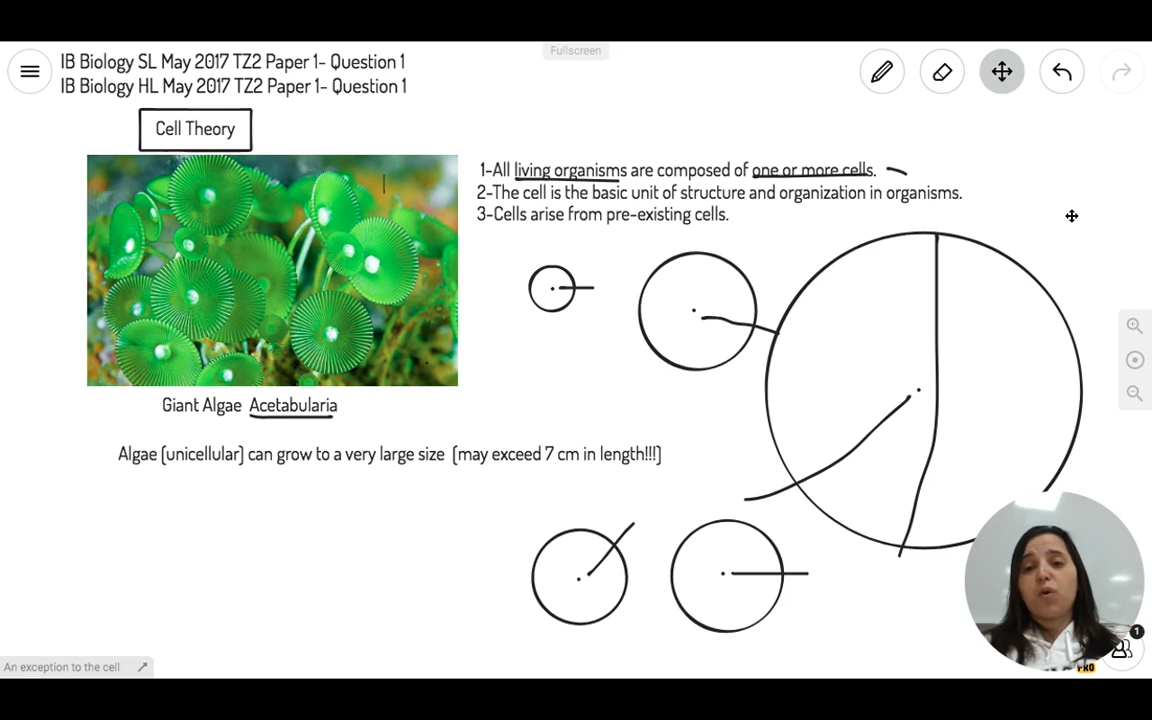 Fullscreen
IB Biology SL May 2017 TZ2 Paper 1- Question 1
IB Biology HL May 2017 TZ2 Paper 1- Question 1
Cell Theory
1-All living organisms are composed of one or more cells.
2-The cell is the basic unit of structure and organization in organisms.
3-Cells arise from pre-existing cells.
Giant Algae Acetabularia
Algae (unicellular) can grow to a very large size (may exceed 7 cm in length!!!)
An exception to the cell
1
PRO